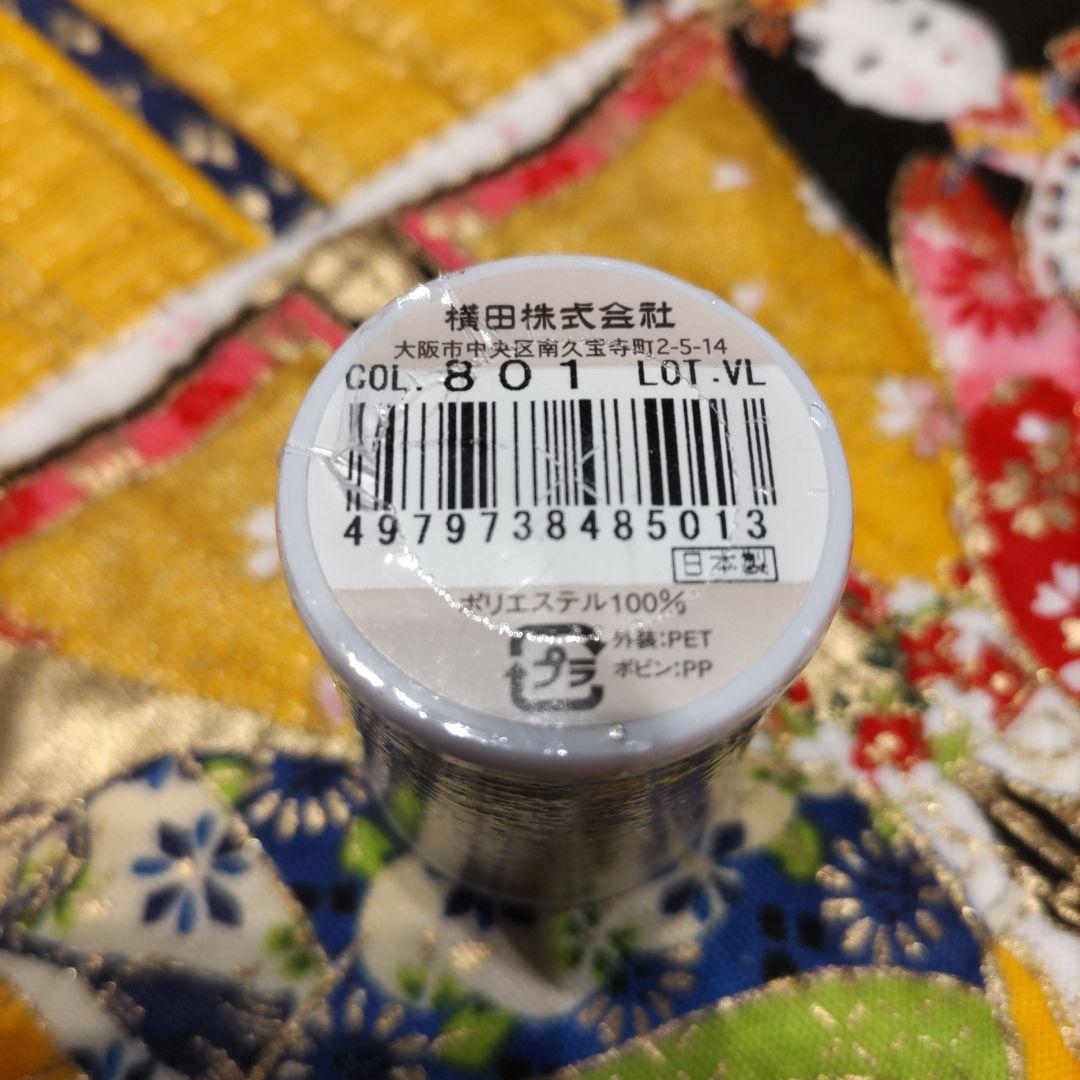 横田株式会社
大阪市中央区南久宝寺町2-5-14
COL. 801 LOT.VL
4979738485013
日本製
ポリエステル100%
プラ
外装:PET
ボビン:PP